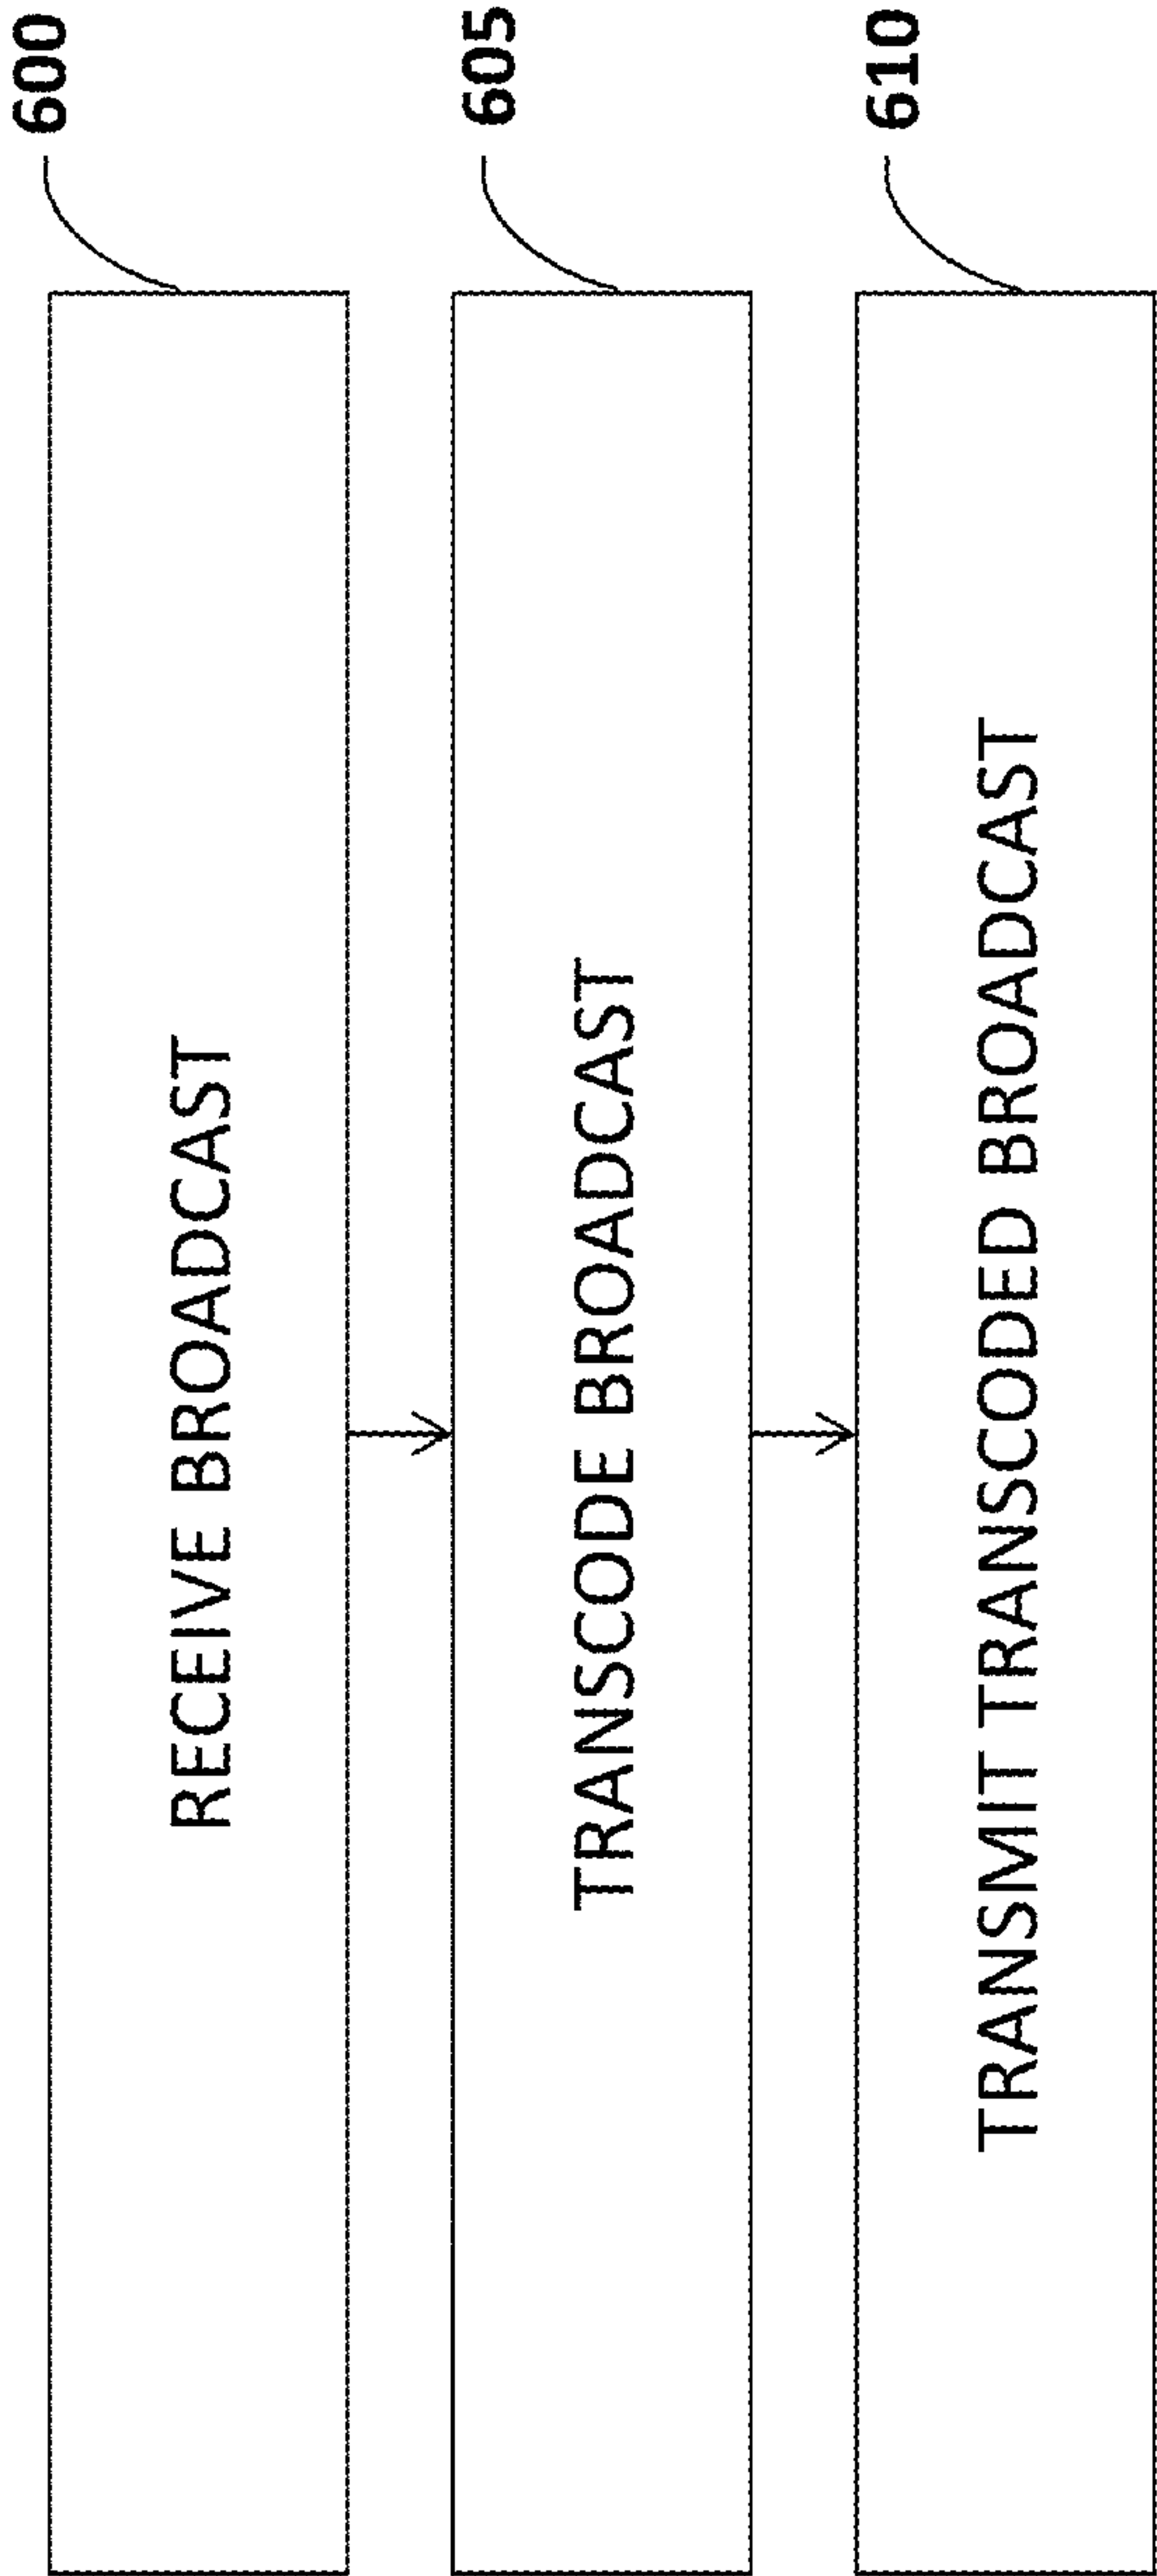 RECEIVE BROADCAST
600
TRANSCODE BROADCAST
605
TRANSMIT TRANSCODED BROADCAST
610